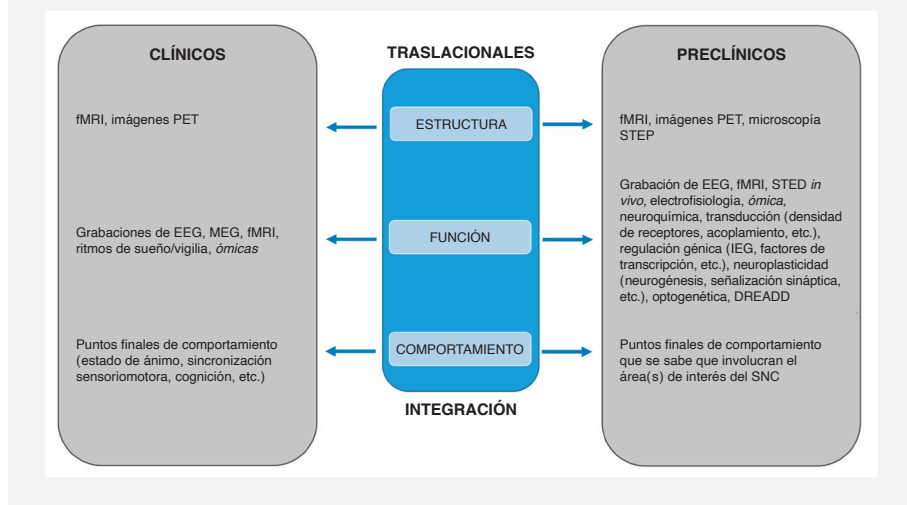 CLÍNICOS
fMRI, imágenes PET
Grabaciones de EEG, MEG, fMRI,
ritmos de sueño/vigilia, ómicas
Puntos finales de comportamiento
(estado de ánimo, sincronización
sensoriomotora, cognición, etc.)
TRASLACIONALES
ESTRUCTURA
FUNCIÓN
COMPORTAMIENTO
INTEGRACIÓN
PRECLÍNICOS
fMRI, imágenes PET, microscopía
STEP
Grabación de EEG, fMRI, STED in
vivo, electrofisiología, ómica,
neuroquímica, transducción (densidad
de receptores, acoplamiento, etc.),
regulación génica (IEG, factores de
transcripción, etc.), neuroplasticidad
(neurogénesis, señalización sináptica,
etc.), optogenética, DREADD
Puntos finales de comportamiento
que se sabe que involucran el
área(s) de interés del SNC